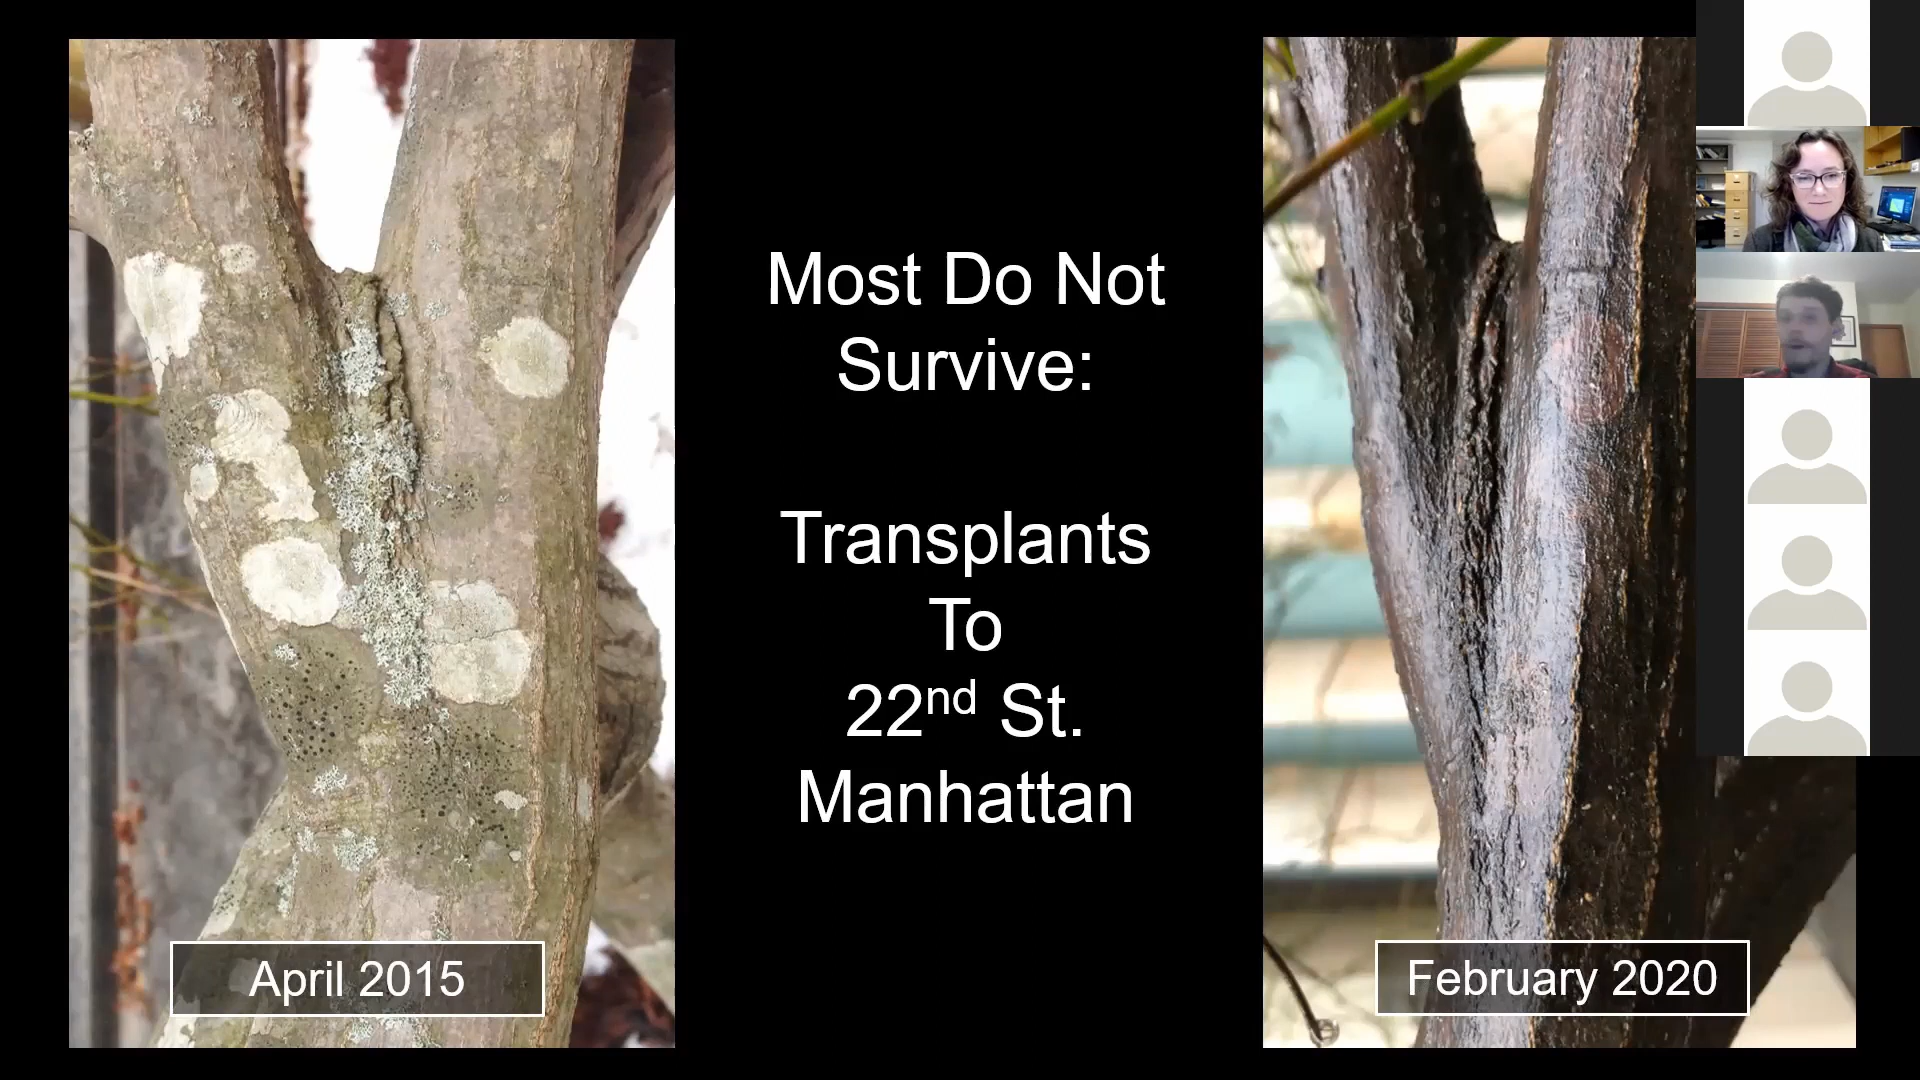 Most Do Not
Survive:
Transplants
To
22nd St.
Manhattan
April 2015
February 2020